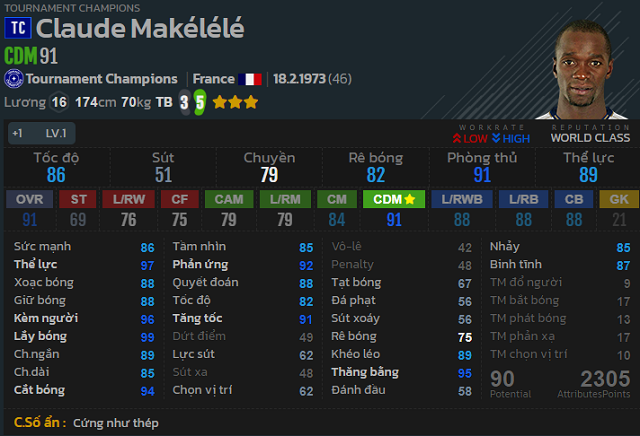 TOURNAMENT CHAMPIONS
TC Claude Makélélé
CDM 91
Tournament Champions France 18.2.1973 (46)
Lương 16 174cm 70kg TB 3 5
+1 LV.1
WORKRATE REPUTATION
LOW HIGH WORLD CLASS
Tốc độ Sút Chuyền Rê bóng Phòng thủ Thể lực
86 51 79 82 91 89
OVR ST L/RW CF CAM L/RM CM CDM L/RWB L/RB CB GK
91 69 76 75 79 79 84 91 88 88 88 21
Sức mạnh 86 Tầm nhìn 85 Vô-lê 42 Nhảy 85
Thể lực 97 Phản ứng 92 Penalty 48 Bình tĩnh 87
Xoạc bóng 88 Quyết đoán 88 Tạt bóng 67 TM đổ người 9
Giữ bóng 88 Tốc độ 82 Đá phạt 56 TM bắt bóng 17
Kèm người 96 Tăng tốc 91 Sút xoáy 56 TM phát bóng 13
Lấy bóng 99 Dứt điểm 49 Rê bóng 75 TM phản xạ 17
Ch.ngắn 89 Lực sút 62 Khéo léo 89 TM chọn vị trí 10
Ch.dài 85 Sút xa 48 Thăng bằng 95 90 2305
Cắt bóng 94 Chọn vị trí 62 Đánh đầu 58 Potential AttributesPoints
C.Số ẩn : Cứng như thép